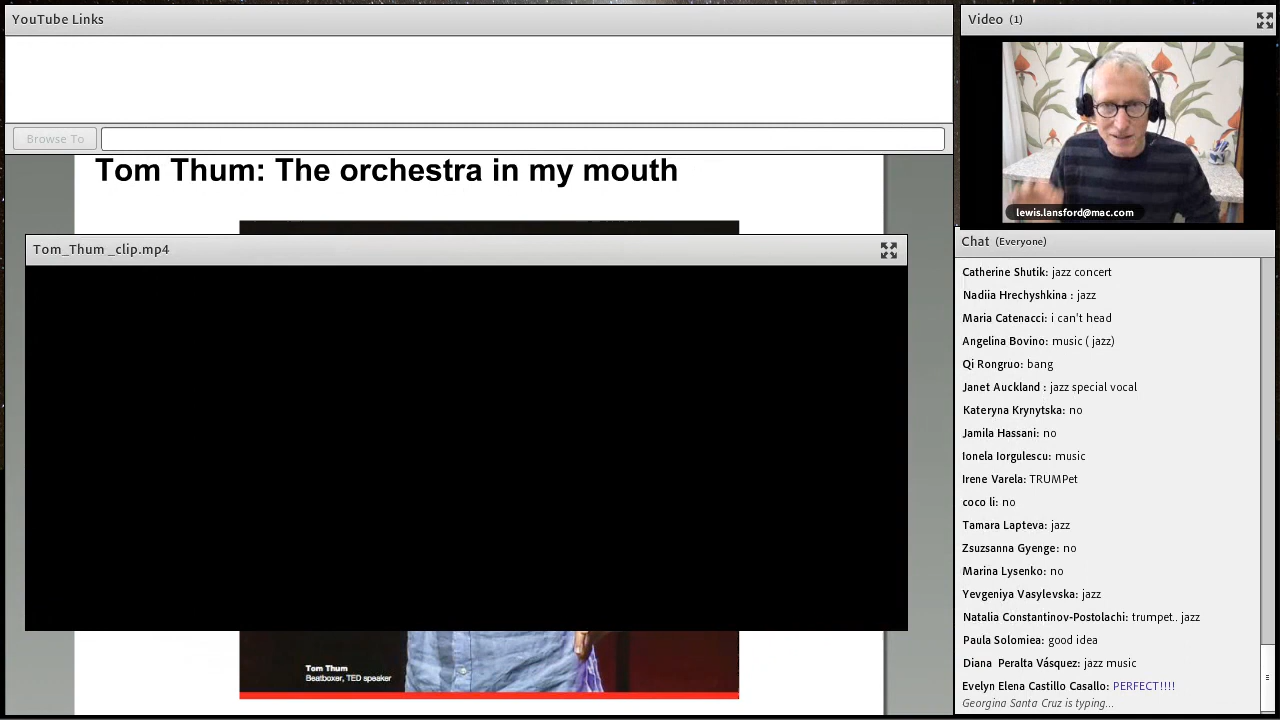 YouTube Links
Browse To
Tom Thum: The orchestra in my mouth
Tom_Thum _clip.mp4
Tom Thum
Beatboxer, TED speaker
Video (1)
lewis.lansford@mac.com
Chat (Everyone)
Catherine Shutik: jazz concert
Nadiia Hrechyshkina : jazz
Maria Catenacci: i can't head
Angelina Bovino: music ( jazz)
Qi Rongruo: bang
Janet Auckland : jazz special vocal
Kateryna Krynytska: no
Jamila Hassani: no
Ionela Iorgulescu: music
Irene Varela: TRUMPet
coco li: no
Tamara Lapteva: jazz
Zsuzsanna Gyenge: no
Marina Lysenko: no
Yevgeniya Vasylevska: jazz
Natalia Constantinov-Postolachi: trumpet.. jazz
Paula Solomiea: good idea
Diana  Peralta Vásquez: jazz music
Evelyn Elena Castillo Casallo: PERFECT!!!!
Georgina Santa Cruz is typing...